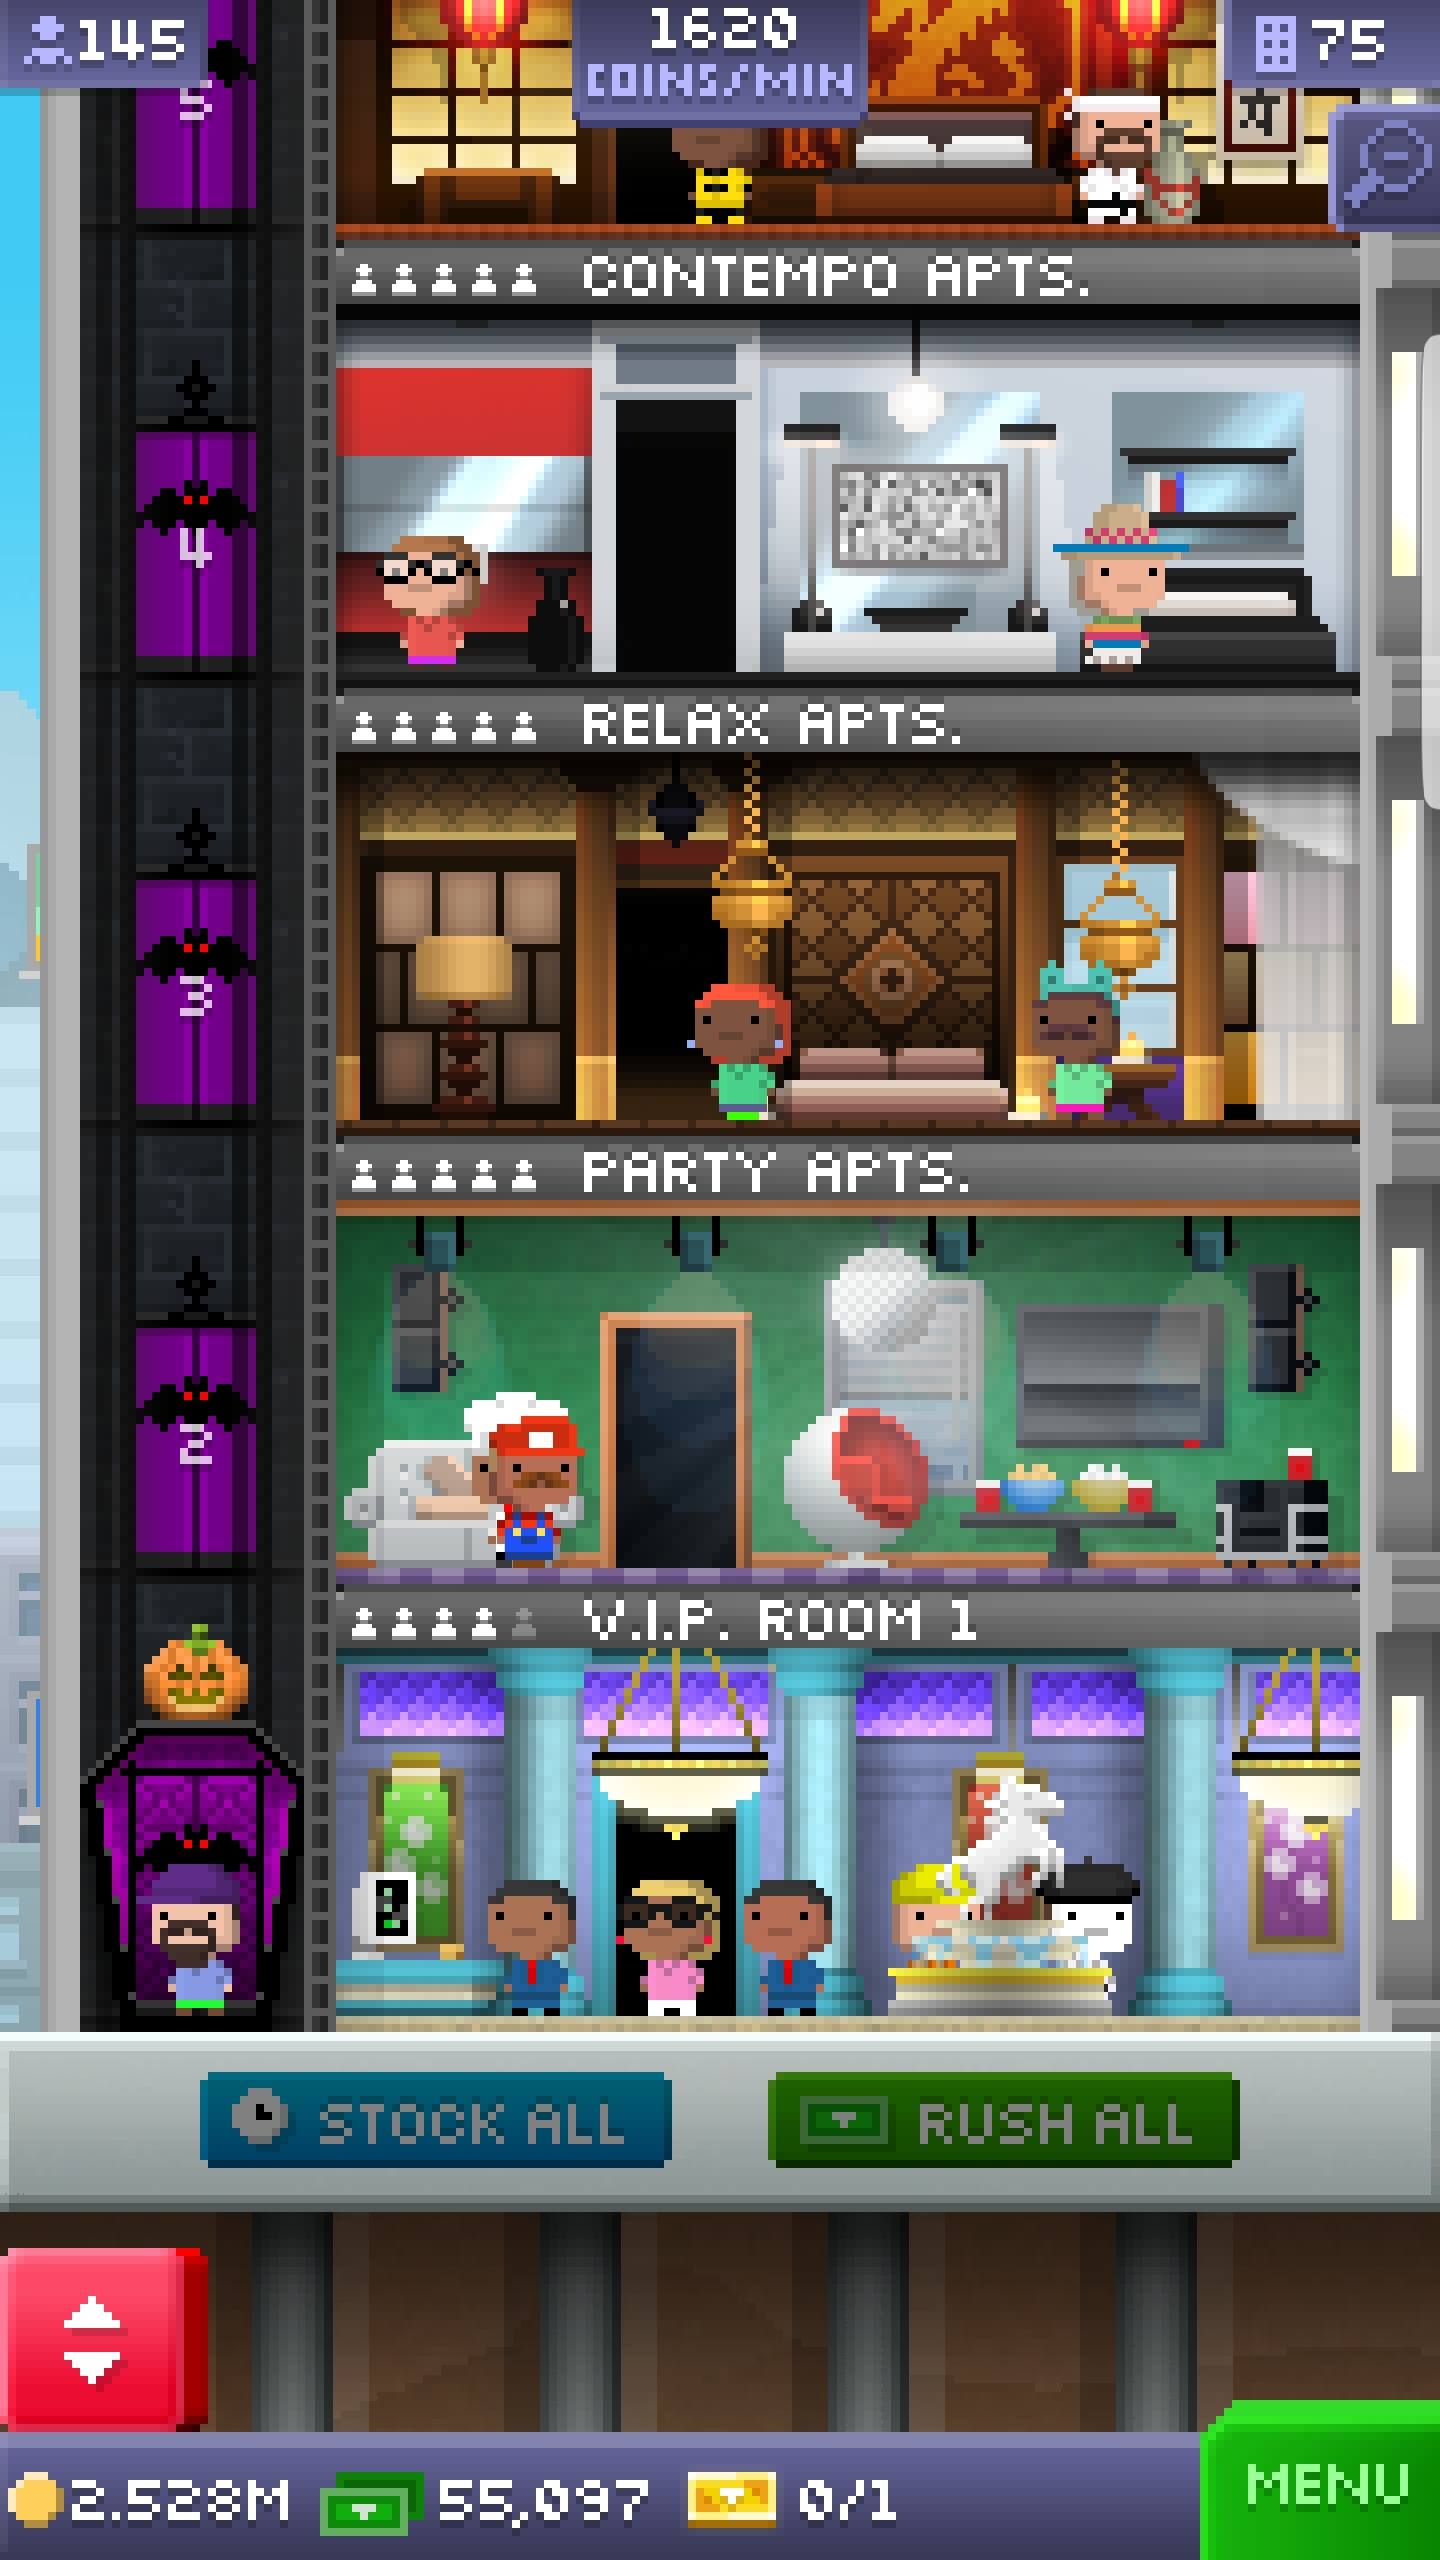 145
1620
COINS/MIN
75
5
CONTEMPO APTS.
4
RELAX APTS.
3
PARTY APTS.
2
V.I.P. ROOM 1
STOCK ALL
RUSH ALL
2.528M
55,097
0/1
MENU